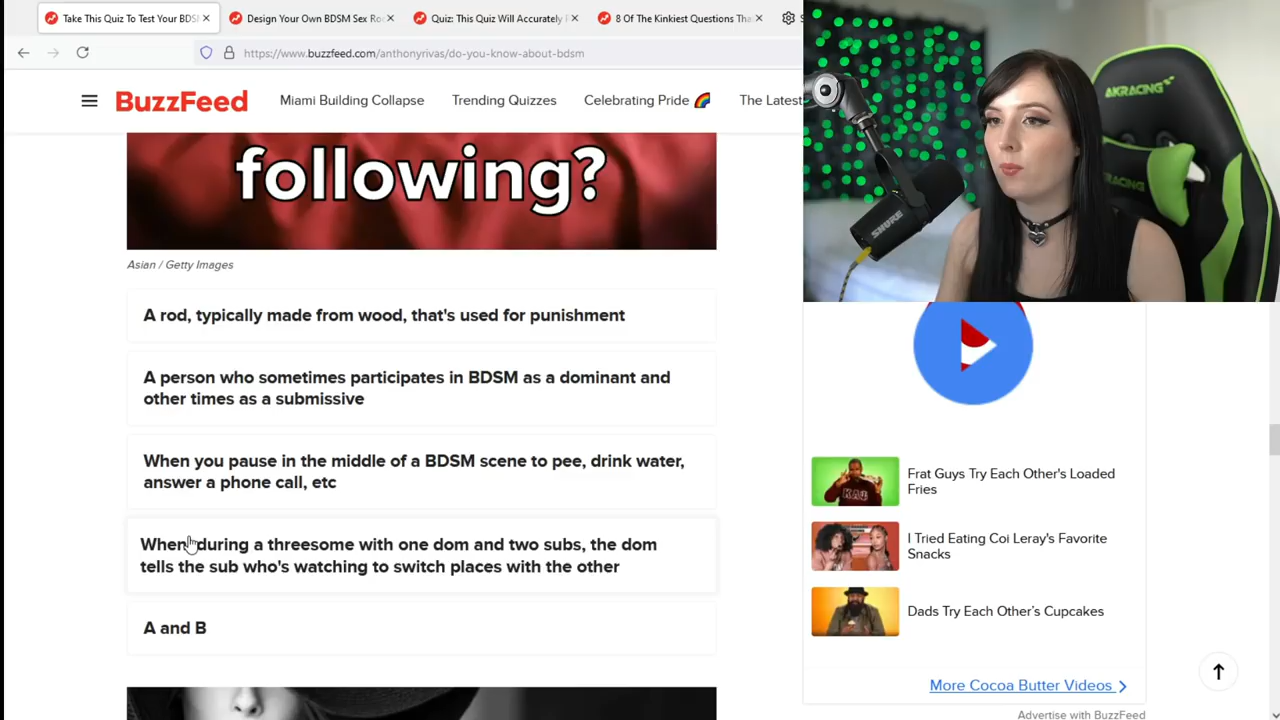 Take This Quiz To Test Your BDS
Design Your Own BDSM Sex Ro
Quiz: This Quiz Will Accurately
8 Of The Kinkiest Questions Tha
https://www.buzzfeed.com/anthonyrivas/do-you-know-about-bdsm
BuzzFeed
Miami Building Collapse
Trending Quizzes
Celebrating Pride
The Latest
AKRACING
AKRACING
SHURE
following?
Asian / Getty Images
A rod, typically made from wood, that's used for punishment
A person who sometimes participates in BDSM as a dominant and
other times as a submissive
When you pause in the middle of a BDSM scene to pee, drink water,
answer a phone call, etc
When during a threesome with one dom and two subs, the dom
tells the sub who's watching to switch places with the other
A and B
Frat Guys Try Each Other's Loaded
Fries
I Tried Eating Coi Leray's Favorite
Snacks
Dads Try Each Other's Cupcakes
More Cocoa Butter Videos
Advertise with BuzzFeed